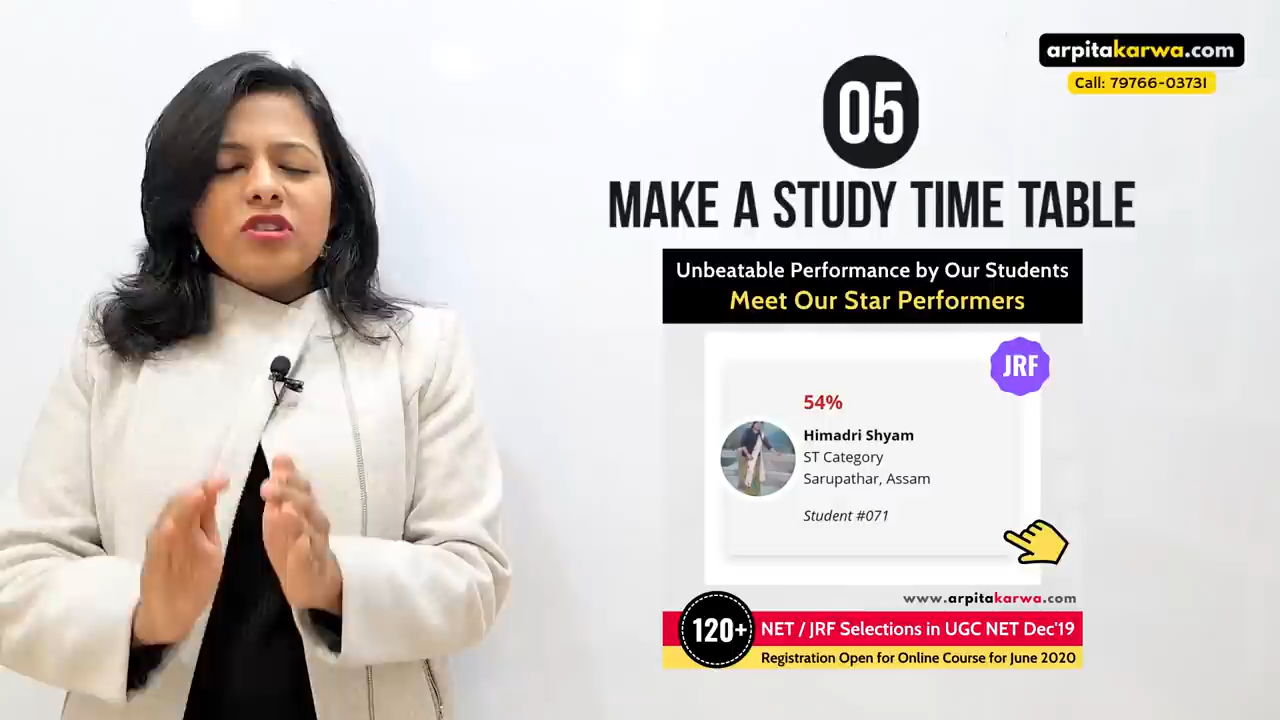 arpitakarwa.com
Call: 79766-03731
05
MAKE A STUDY TIME TABLE
Unbeatable Performance by Our Students
Meet Our Star Performers
JRF
54%
Himadri Shyam
ST Category
Sarupathar, Assam
Student #071
www.arpitakarwa.com
120+
NET / JRF Selections in UGC NET Dec'19
Registration Open for Online Course for June 2020